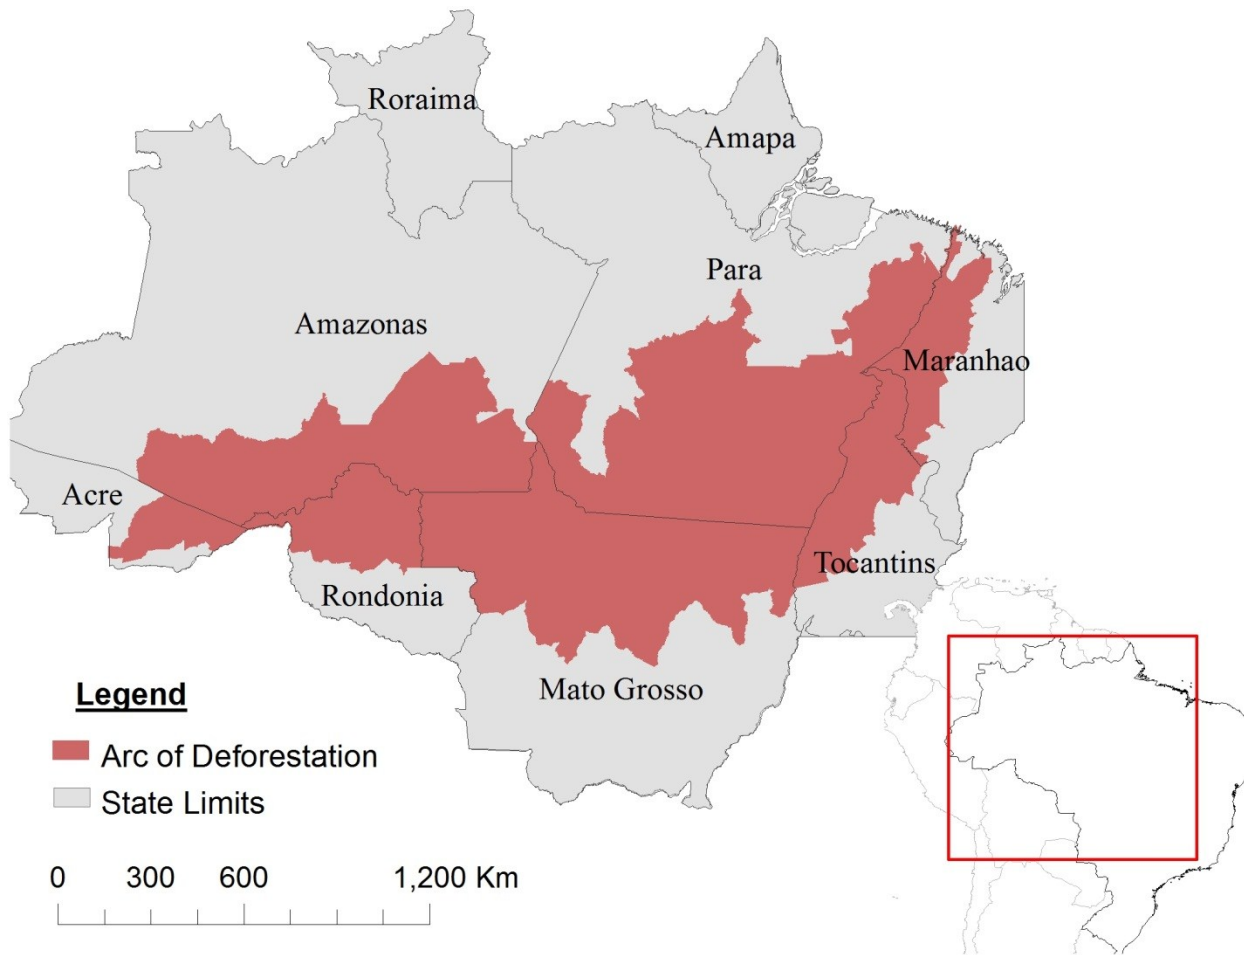 Roraima
Amapa
Para
Amazonas
Maranhao
Acre
Tocantins
Rondonia
Mato Grosso
Legend
Arc of Deforestation
State Limits
0 300 600 1,200 Km